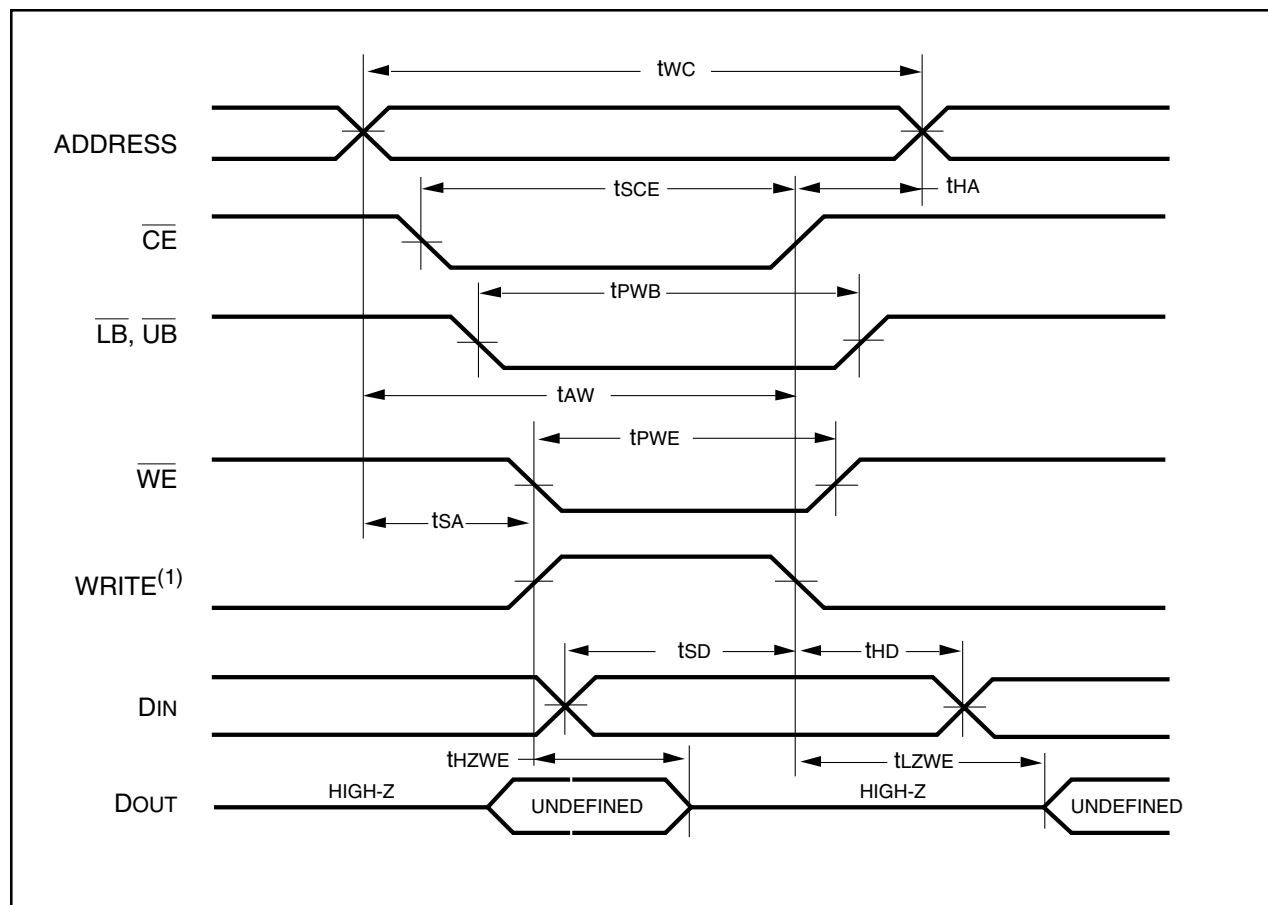 tWC
ADDRESS
tSCE
tHA
CE
tPWB
LB, UB
tAW
tPWE
WE
tSA
WRITE(1)
tSD
tHD
DIN
tHZWE
tLZWE
DOUT
HIGH-Z
UNDEFINED
HIGH-Z
UNDEFINED